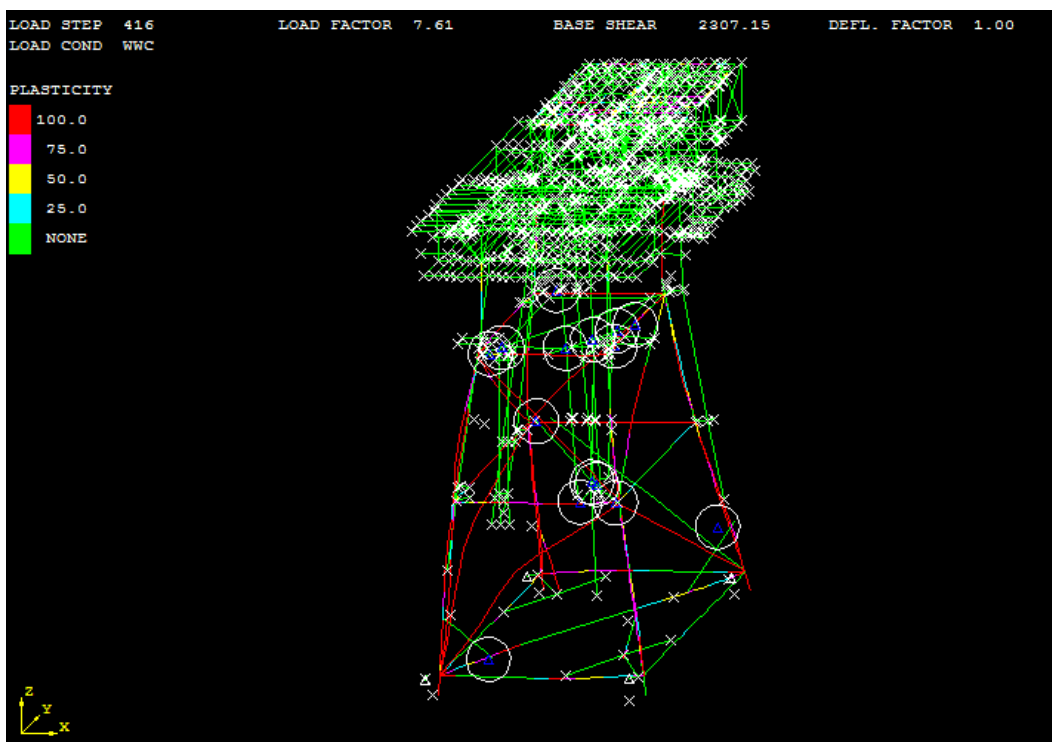 LOAD STEP 416 LOAD FACTOR 7.61 BASE SHEAR 2307.15 DEFL. FACTOR 1.00
LOAD COND WWC
PLASTICITY
100.0
75.0
50.0
25.0
NONE
Z
Y
X